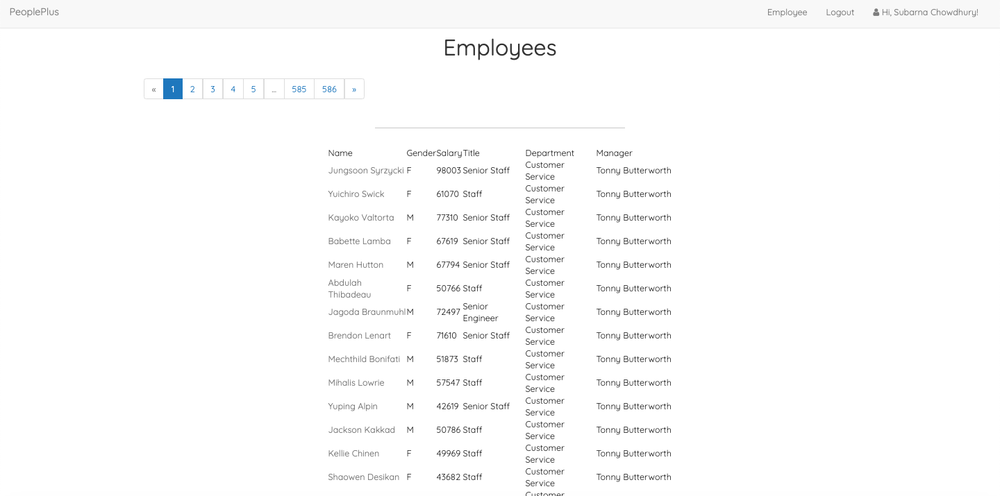 PeoplePlus Employee Logout Hi, Subarna Chowdhury!
Employees
« 1 2 3 4 5 ... 585 586 »
Name Gender Salary Title Department Manager
Jungsoon Syrzycki F 98003 Senior Staff Customer Service Tonny Butterworth
Yuichiro Swick F 61070 Staff Customer Service Tonny Butterworth
Kayoko Valtorta M 77310 Senior Staff Customer Service Tonny Butterworth
Babette Lamba F 67619 Senior Staff Customer Service Tonny Butterworth
Maren Hutton M 67794 Senior Staff Customer Service Tonny Butterworth
Abdulah Thibadeau F 50766 Staff Customer Service Tonny Butterworth
Jagoda Braunmuhl M 72497 Senior Engineer Customer Service Tonny Butterworth
Brendon Lenart F 71610 Senior Staff Customer Service Tonny Butterworth
Mechthild Bonifati M 51873 Staff Customer Service Tonny Butterworth
Mihalis Lowrie M 57547 Staff Customer Service Tonny Butterworth
Yuping Alpin M 42619 Senior Staff Customer Service Tonny Butterworth
Jackson Kakkad M 50786 Staff Customer Service Tonny Butterworth
Kellie Chinen F 49969 Staff Customer Service Tonny Butterworth
Shaowen Desikan F 43682 Staff Customer Service Tonny Butterworth
Customer